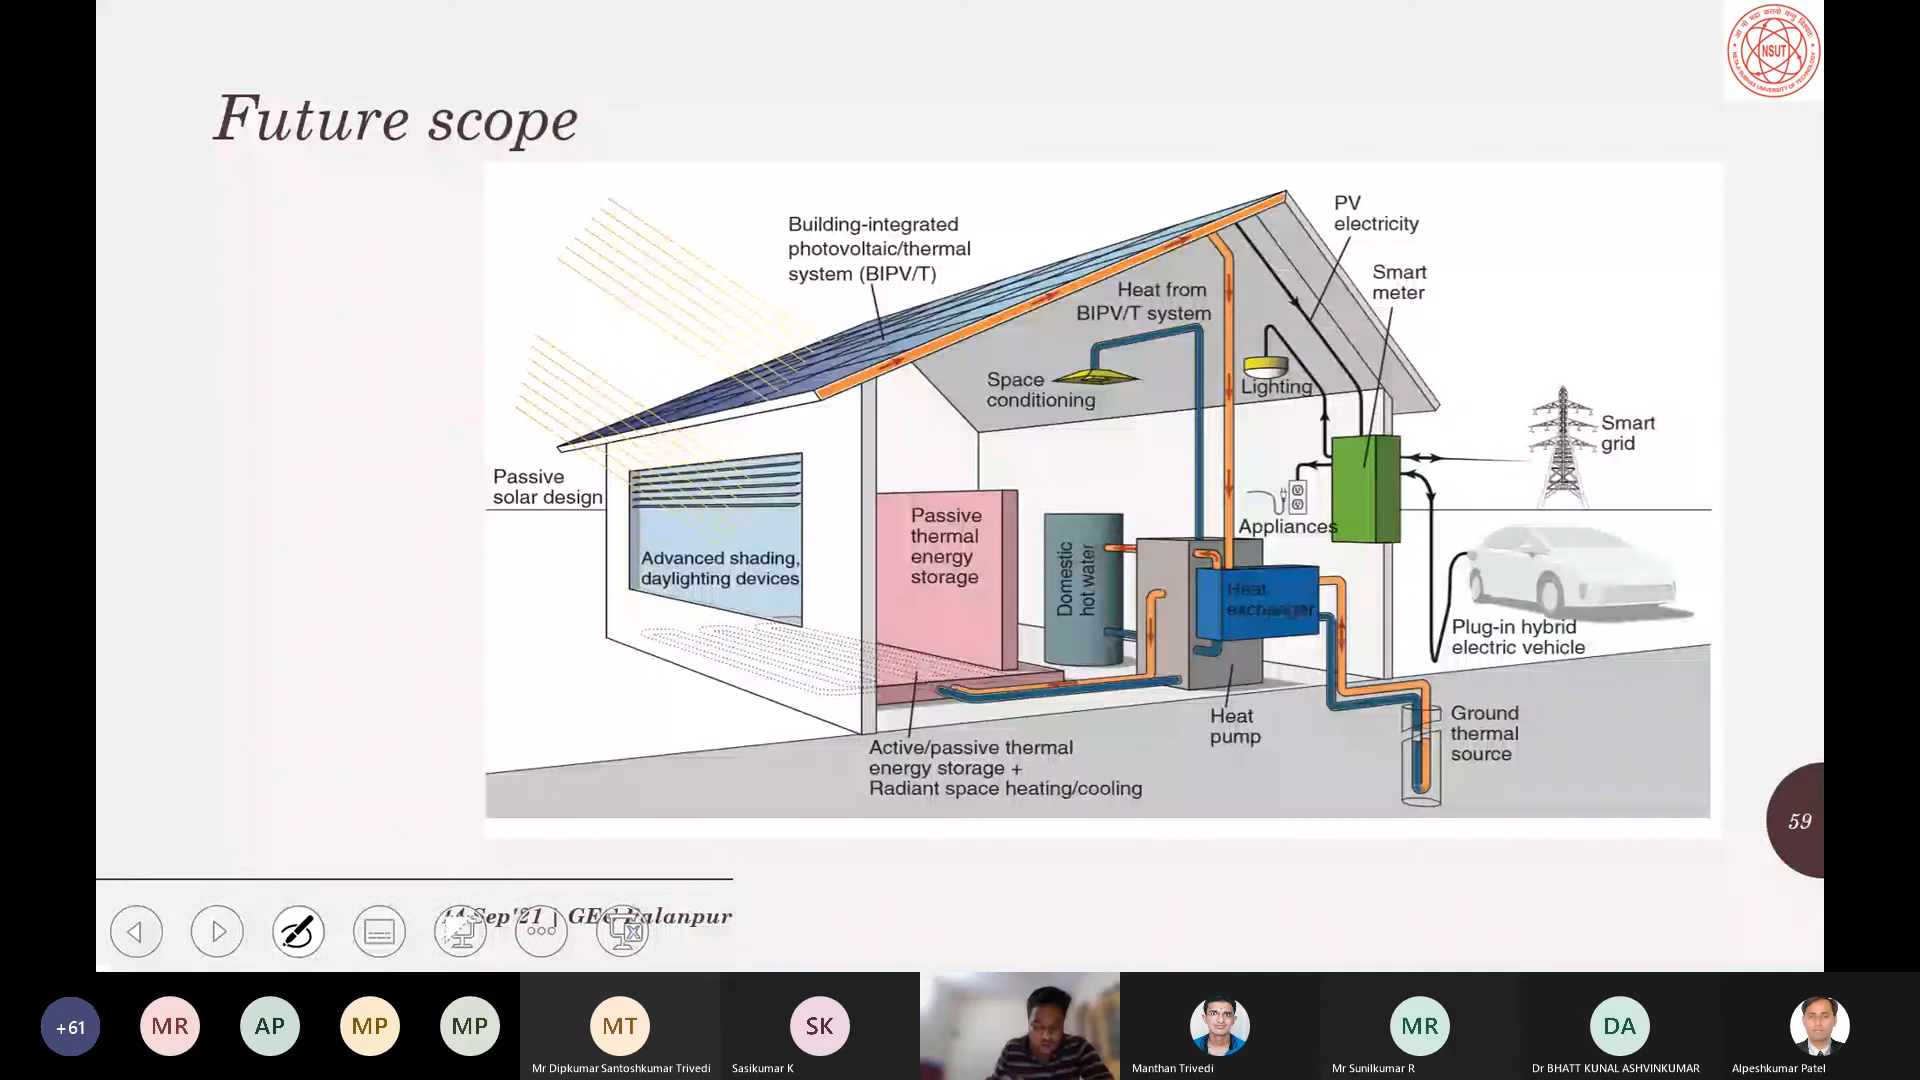 NSUT
Future scope
Building-integrated
photovoltaic/thermal
system (BIPV/T)
PV
electricity
Smart
meter
Heat from
BIPV/T system
Space
conditioning
Lighting
Smart
grid
Passive
solar design
Passive
thermal
energy
storage
Appliances
Domestic
hot water
Advanced shading,
daylighting devices
Heat
exchanger
Plug-in hybrid
electric vehicle
Heat
pump
Ground
thermal
source
Active/passive thermal
energy storage +
Radiant space heating/cooling
59
Sep'21 | GEC Palanpur
+61
MR
AP
MP
MP
MT
SK
MR
DA
Mr Dipkumar Santoshkumar Trivedi
Sasikumar K
Manthan Trivedi
Mr Sunilkumar R
Dr BHATT KUNAL ASHVINKUMAR
Alpeshkumar Patel